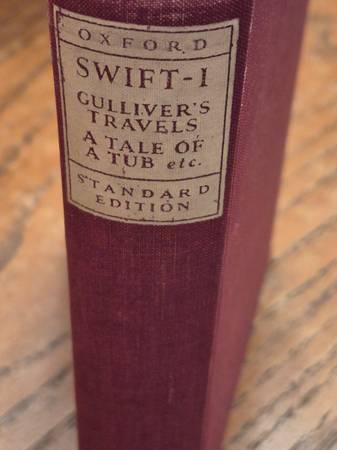 OXFORD
SWIFT-I
GULLIVER'S
TRAVELS
A TALE OF
A TUB etc.
STANDARD
EDITION